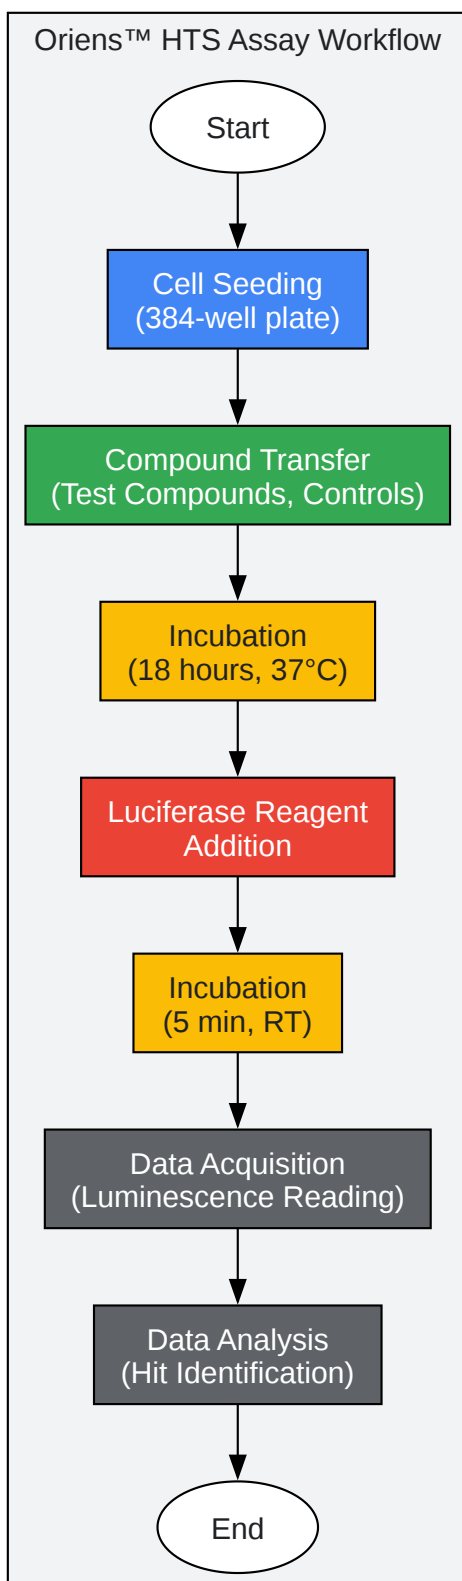 Oriens™ HTS Assay Workflow
Start
Cell Seeding
(384-well plate)
Compound Transfer
(Test Compounds, Controls)
Incubation
(18 hours, 37°C)
Luciferase Reagent
Addition
Incubation
(5 min, RT)
Data Acquisition
(Luminescence Reading)
Data Analysis
(Hit Identification)
End